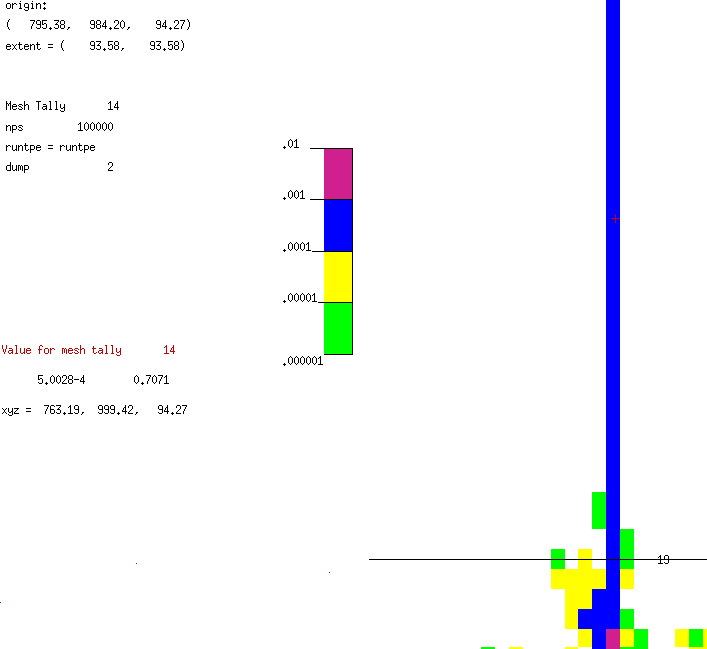 origin:
(   795.38,   984.20,    94.27)
extent = (    93.58,    93.58)
Mesh Tally       14
nps         100000
runtpe = runtpe
dump             2
.01
.001
.0001
.00001
.000001
Value for mesh tally       14
5.0028-4        0.7071
xyz =  763.19,  999.42,   94.27
19